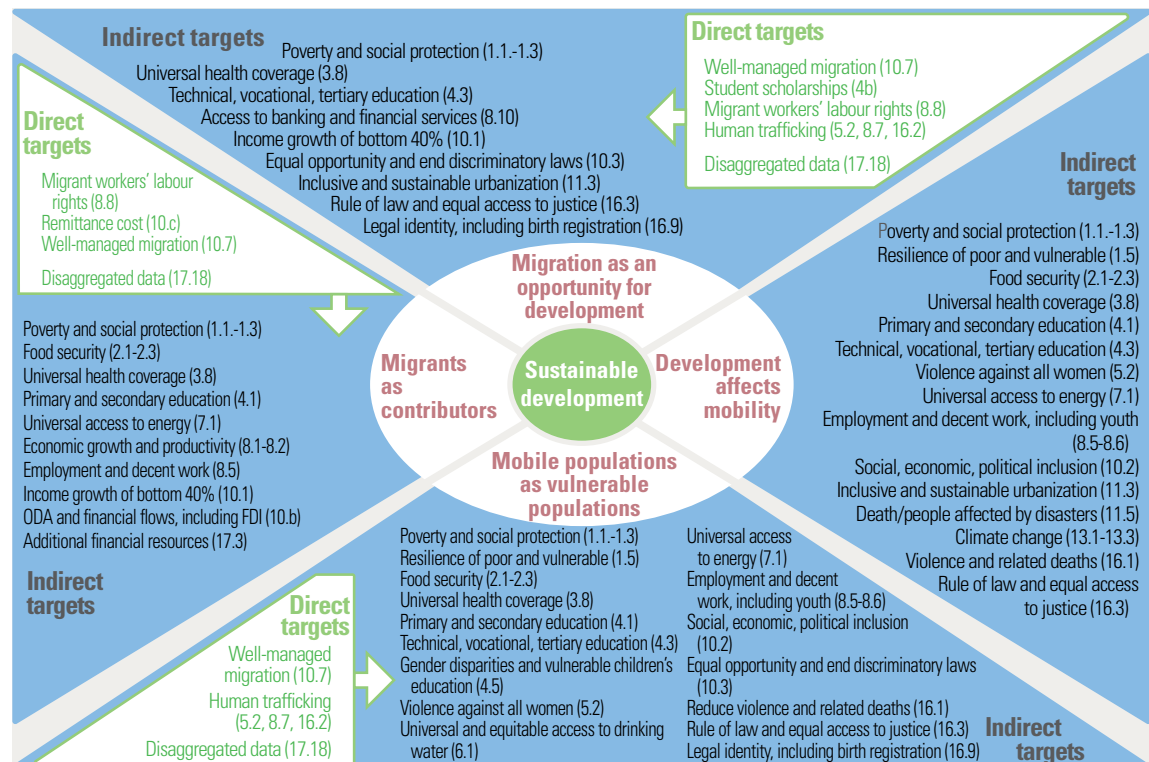 Indirect targets
Poverty and social protection (1.1.-1.3)
Universal health coverage (3.8)
Technical, vocational, tertiary education (4.3)
Access to banking and financial services (8.10)
Income growth of bottom 40% (10.1)
Equal opportunity and end discriminatory laws (10.3)
Inclusive and sustainable urbanization (11.3)
Rule of law and equal access to justice (16.3)
Legal identity, including birth registration (16.9)
Direct targets
Well-managed migration (10.7)
Student scholarships (4b)
Migrant workers’ labour rights (8.8)
Human trafficking (5.2, 8.7, 16.2)
Disaggregated data (17.18)
Direct
targets
Migrant workers’ labour
rights (8.8)
Remittance cost (10.c)
Well-managed migration (10.7)
Disaggregated data (17.18)
Poverty and social protection (1.1.-1.3)
Food security (2.1-2.3)
Universal health coverage (3.8)
Primary and secondary education (4.1)
Universal access to energy (7.1)
Economic growth and productivity (8.1-8.2)
Employment and decent work (8.5)
Income growth of bottom 40% (10.1)
ODA and financial flows, including FDI (10.b)
Additional financial resources (17.3)
Indirect
targets
Migration as an
opportunity for
development
Migrants
as
contributors
Sustainable
development
Development
affects
mobility
Mobile populations
as vulnerable
populations
Indirect
targets
Poverty and social protection (1.1.-1.3)
Resilience of poor and vulnerable (1.5)
Food security (2.1-2.3)
Universal health coverage (3.8)
Primary and secondary education (4.1)
Technical, vocational, tertiary education (4.3)
Violence against all women (5.2)
Universal access to energy (7.1)
Employment and decent work, including youth
(8.5-8.6)
Social, economic, political inclusion (10.2)
Inclusive and sustainable urbanization (11.3)
Death/people affected by disasters (11.5)
Climate change (13.1-13.3)
Violence and related deaths (16.1)
Rule of law and equal access
to justice (16.3)
Direct
targets
Well-managed
migration (10.7)
Human trafficking
(5.2, 8.7, 16.2)
Disaggregated data (17.18)
Poverty and social protection (1.1.-1.3)
Resilience of poor and vulnerable (1.5)
Food security (2.1-2.3)
Universal health coverage (3.8)
Primary and secondary education (4.1)
Technical, vocational, tertiary education (4.3)
Gender disparities and vulnerable children’s
education (4.5)
Violence against all women (5.2)
Universal and equitable access to drinking
water (6.1)
Universal access
to energy (7.1)
Employment and decent
work, including youth (8.5-8.6)
Social, economic, political inclusion
(10.2)
Equal opportunity and end discriminatory laws
(10.3)
Reduce violence and related deaths (16.1)
Rule of law and equal access to justice (16.3)
Legal identity, including birth registration (16.9)
Indirect
targets